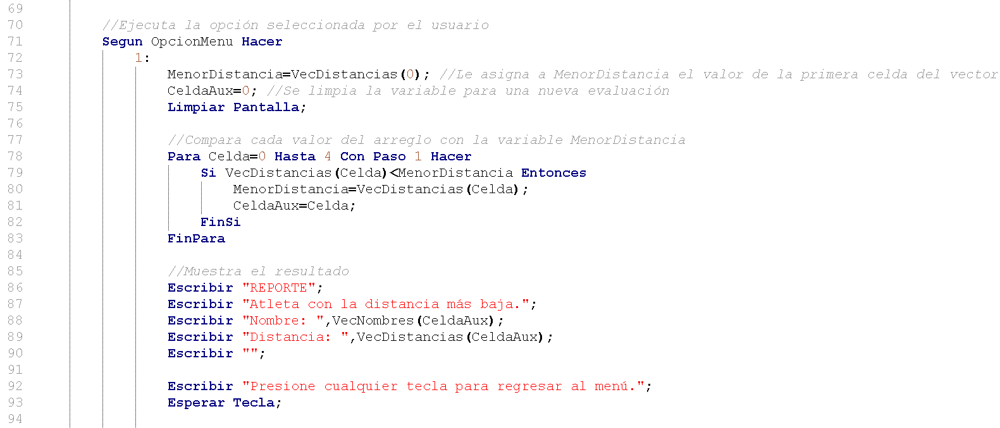 69
70 //Ejecuta la opción seleccionada por el usuario
71 Segun OpcionMenu Hacer
72 1:
73 MenorDistancia=VecDistancias(0); //Le asigna a MenorDistancia el valor de la primera celda del vector
74 CeldaAux=0; //Se limpia la variable para una nueva evaluación
75 Limpiar Pantalla;
76
77 //Compara cada valor del arreglo con la variable MenorDistancia
78 Para Celda=0 Hasta 4 Con Paso 1 Hacer
79 Si VecDistancias(Celda)<MenorDistancia Entonces
80 MenorDistancia=VecDistancias(Celda);
81 CeldaAux=Celda;
82 FinSi
83 FinPara
84
85 //Muestra el resultado
86 Escribir "REPORTE";
87 Escribir "Atleta con la distancia más baja.";
88 Escribir "Nombre: ",VecNombres(CeldaAux);
89 Escribir "Distancia: ",VecDistancias(CeldaAux);
90 Escribir "";
91
92 Escribir "Presione cualquier tecla para regresar al menú.";
93 Esperar Tecla;
94